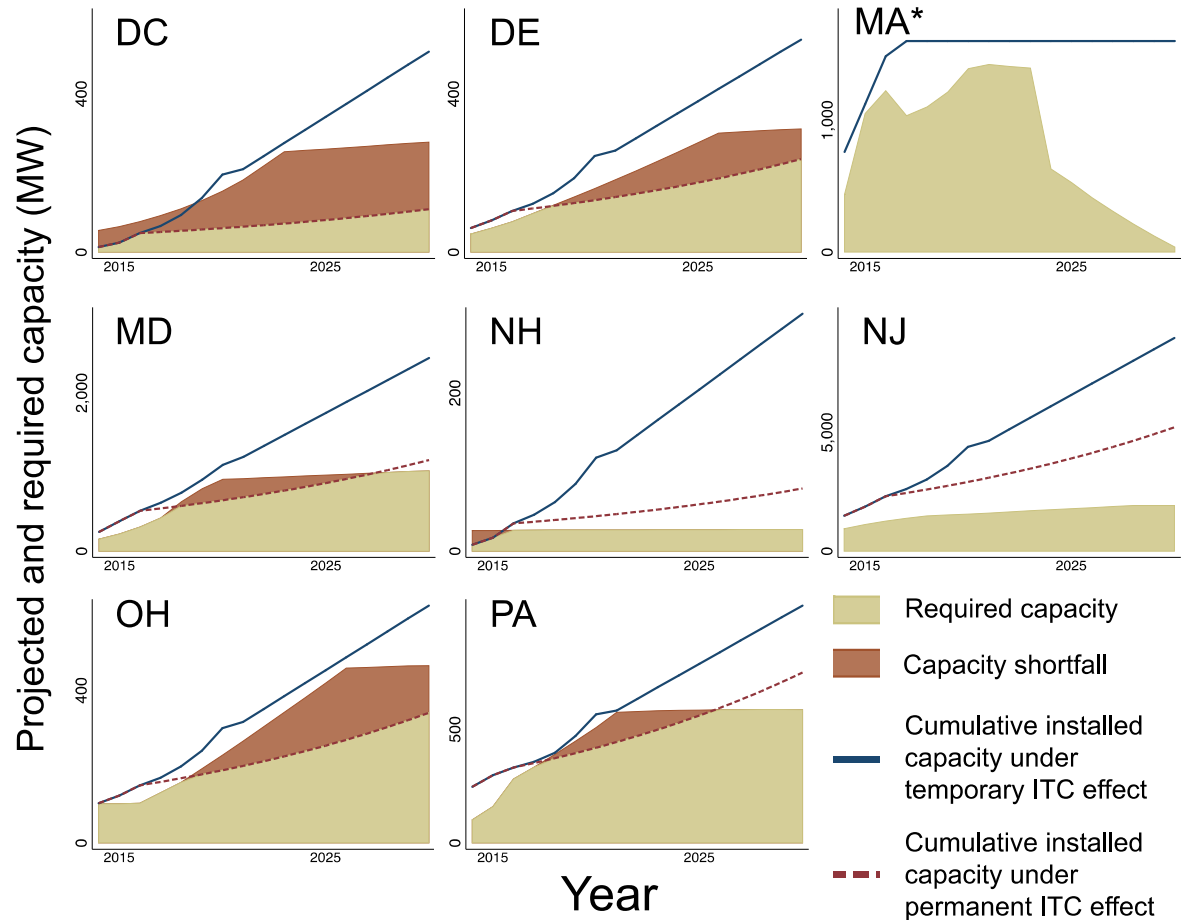 Projected and required capacity (MW)
DC
400
0
2015
2025
DE
400
0
2015
2025
MA*
1,000
0
2015
2025
MD
2,000
0
2015
2025
NH
200
0
2015
2025
NJ
5,000
0
2015
2025
OH
400
0
2015
2025
PA
500
0
2015
2025
Required capacity
Capacity shortfall
Cumulative installed
capacity under
temporary ITC effect
Cumulative installed
capacity under
permanent ITC effect
Year